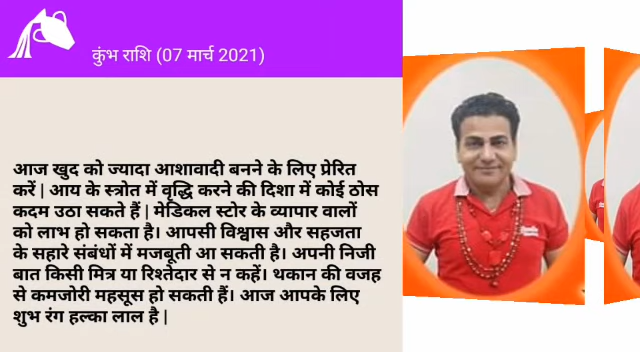 कुंभ राशि (07 मार्च 2021)
आज खुद को ज्यादा आशावादी बनने के लिए प्रेरित
करें | आय के स्त्रोत में वृद्धि करने की दिशा में कोई ठोस
कदम उठा सकते हैं | मेडिकल स्टोर के व्यापार वालों
को लाभ हो सकता है। आपसी विश्वास और सहजता
के सहारे संबंधों में मजबूती आ सकती है। अपनी निजी
बात किसी मित्र या रिश्तेदार से न कहें। थकान की वजह
से कमजोरी महसूस हो सकती हैं। आज आपके लिए
शुभ रंग हल्का लाल है |